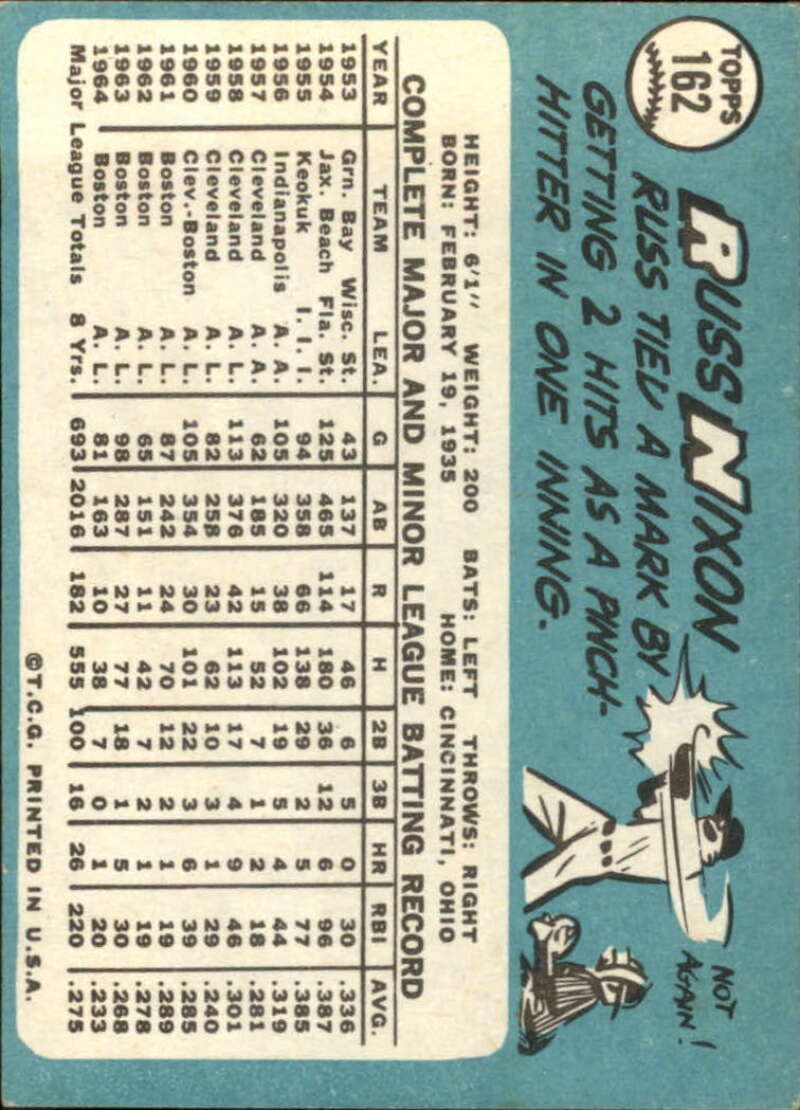 TOPPS
162
RUSS NIXON
RUSS TIED A MARK BY
GETTING 2 HITS AS A PINCH-
HITTER IN ONE INNING.
NOT
AGAIN!
HEIGHT: 6'1" WEIGHT: 200 BATS: LEFT THROWS: RIGHT
BORN: FEBRUARY 19, 1935 HOME: CINCINNATI, OHIO
COMPLETE MAJOR AND MINOR LEAGUE BATTING RECORD
YEAR TEAM LEA. G AB R H 2B 3B HR RBI AVG.
1953 Grn. Bay Wisc. St. 43 137 17 46 6 5 0 30 .336
1954 Jax. Beach Fla. St. 125 465 114 180 36 12 6 96 .387
1955 Keokuk I. I. I. 94 358 66 138 29 2 5 77 .385
1956 Indianapolis A. A. 105 320 38 102 19 5 4 44 .319
1957 Cleveland A. A. 62 185 15 52 7 1 2 18 .281
1958 Cleveland A. L. 113 376 42 113 17 4 9 46 .301
1959 Cleveland A. L. 82 258 23 62 10 3 1 29 .240
1960 Clev.-Boston A. L. 105 354 30 101 22 3 6 39 .285
1961 Boston A. L. 87 242 24 70 12 2 1 19 .289
1962 Boston A. L. 65 151 11 42 7 2 1 19 .278
1963 Boston A. L. 98 287 27 77 18 1 5 30 .268
1964 Boston A. L. 81 163 10 38 7 0 1 20 .233
Major League Totals 8 Yrs. 693 2016 182 555 100 16 26 220 .275
©T.C.G. PRINTED IN U.S.A.